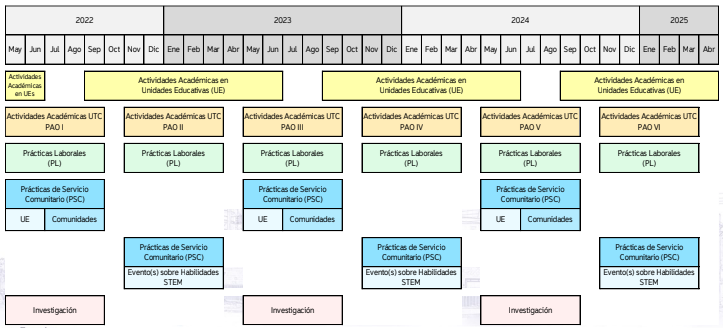 2022 2023 2024 2025
May Jun Jul Ago Sep Oct Nov Dic Ene Feb Mar Abr May Jun Jul Ago Sep Oct Nov Dic Ene Feb Mar Abr May Jun Jul Ago Sep Oct Nov Dic Ene Feb Mar Abr
Actividades
Académicas
en UEs
Actividades Académicas en
Unidades Educativas (UE)
Actividades Académicas en
Unidades Educativas (UE)
Actividades Académicas en
Unidades Educativas (UE)
Actividades Académicas UTC
PAO I
Actividades Académicas UTC
PAO II
Actividades Académicas UTC
PAO III
Actividades Académicas UTC
PAO IV
Actividades Académicas UTC
PAO V
Actividades Académicas UTC
PAO VI
Prácticas Laborales
(PL)
Prácticas Laborales
(PL)
Prácticas Laborales
(PL)
Prácticas Laborales
(PL)
Prácticas Laborales
(PL)
Prácticas Laborales
(PL)
Prácticas de Servicio
Comunitario (PSC)
UE Comunidades
Prácticas de Servicio
Comunitario (PSC)
UE Comunidades
Prácticas de Servicio
Comunitario (PSC)
UE Comunidades
Prácticas de Servicio
Comunitario (PSC)
Evento(s) sobre Habilidades
STEM
Prácticas de Servicio
Comunitario (PSC)
Evento(s) sobre Habilidades
STEM
Prácticas de Servicio
Comunitario (PSC)
Evento(s) sobre Habilidades
STEM
Investigación
Investigación
Investigación